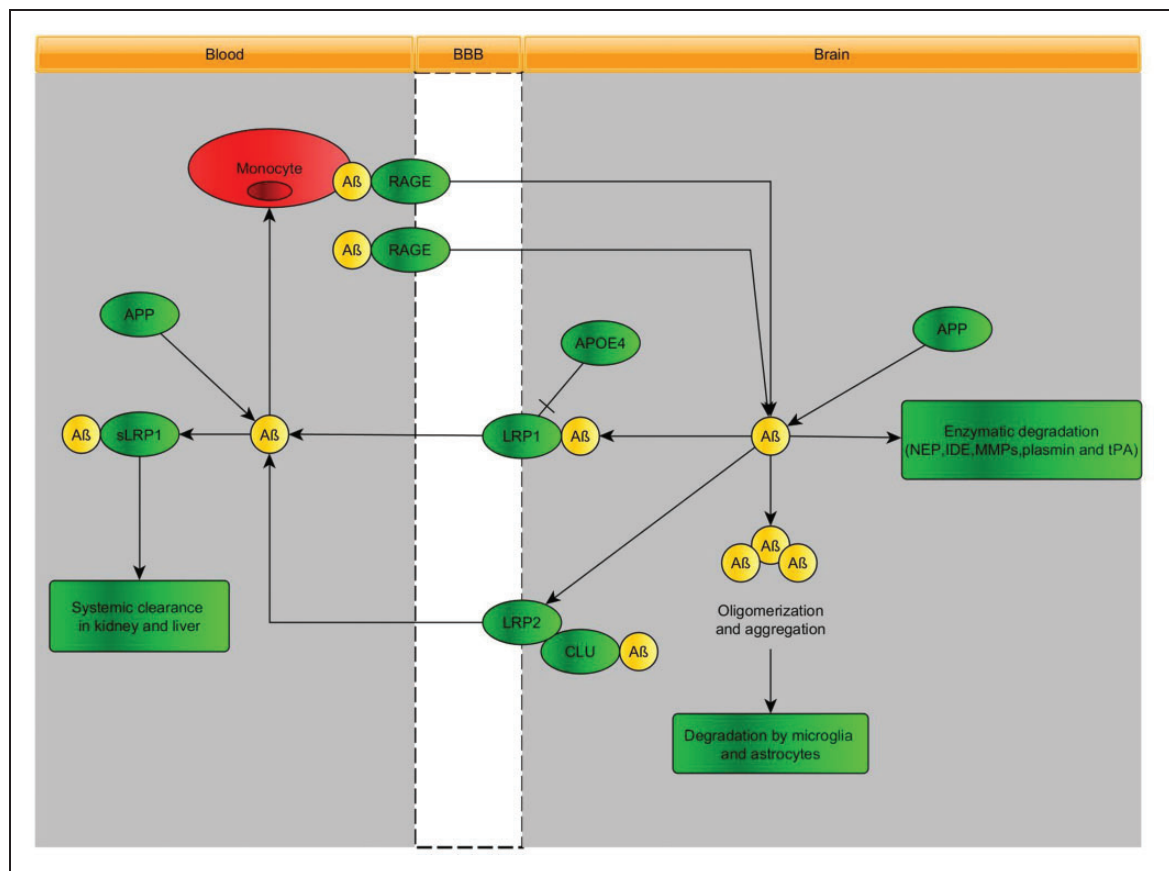 Blood
BBB
Brain
Monocyte
Aß
RAGE
Aß
RAGE
APP
APOE4
APP
Aß
sLRP1
Aß
LRP1
Aß
Aß
Enzymatic degradation
(NEP,IDE,MMPs,plasmin and tPA)
Aß
Aß
Aß
Systemic clearance
in kidney and liver
LRP2
CLU
Aß
Oligomerization
and aggregation
Degradation by microglia
and astrocytes